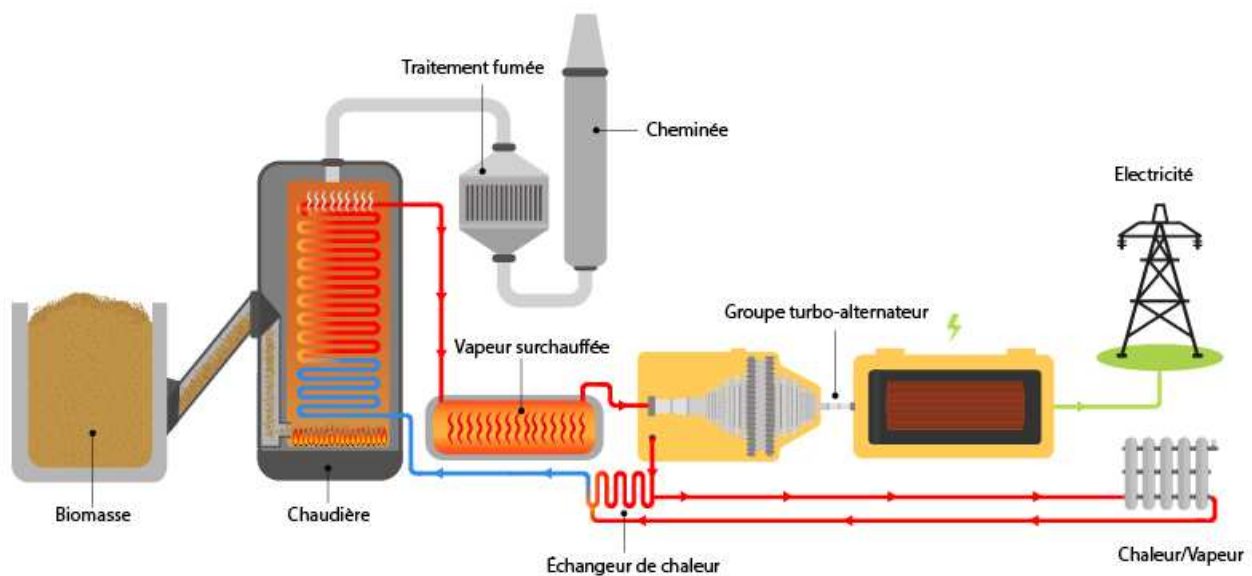 Traitement fumée
Cheminée
Electricité
Groupe turbo-alternateur
Vapeur surchauffée
Biomasse
Chaudière
Échangeur de chaleur
Chaleur/Vapeur